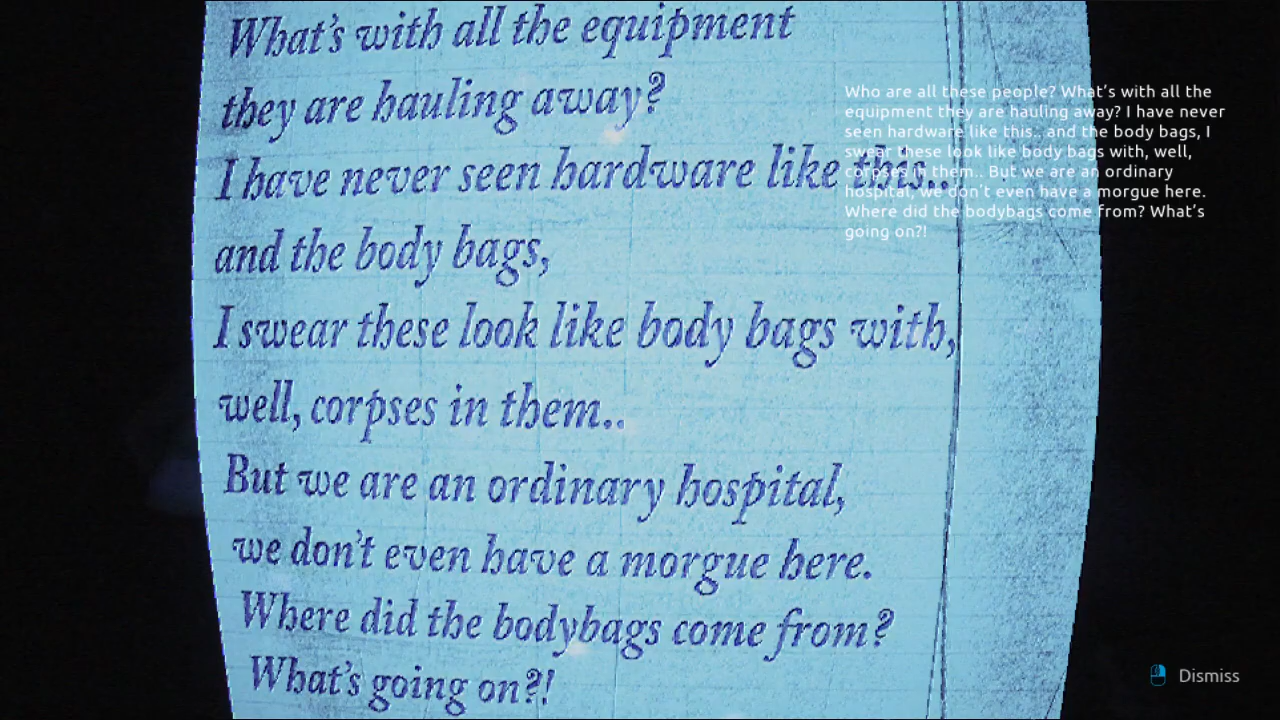 What's with all the equipment
they are hauling away?
I have never seen hardware like this..
and the body bags,
I swear these look like body bags with,
well, corpses in them..
But we are an ordinary hospital,
we don't even have a morgue here.
Where did the bodybags come from?
What's going on?!
Who are all these people? What's with all the
equipment they are hauling away? I have never
seen hardware like this.. and the body bags, I
swear these look like body bags with, well,
corpses in them.. But we are an ordinary
hospital, we don't even have a morgue here.
Where did the bodybags come from? What's
going on?!
Dismiss